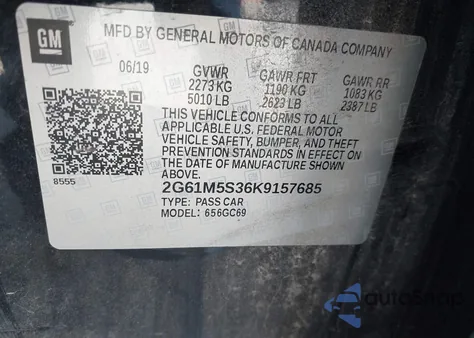 GM
MFD BY GENERAL MOTORS OF CANADA COMPANY
06/19 GVWR GAWR FRT GAWR RR
2273 KG 1190 KG 1083 KG
5010 LB 2623 LB 2387 LB
THIS VEHICLE CONFORMS TO ALL
APPLICABLE U.S. FEDERAL MOTOR
VEHICLE SAFETY, BUMPER, AND THEFT
PREVENTION STANDARDS IN EFFECT ON
THE DATE OF MANUFACTURE SHOWN
ABOVE.
8555
2G61M5S36K9157685
TYPE: PASS CAR
MODEL: 6S6GC69
autosnap